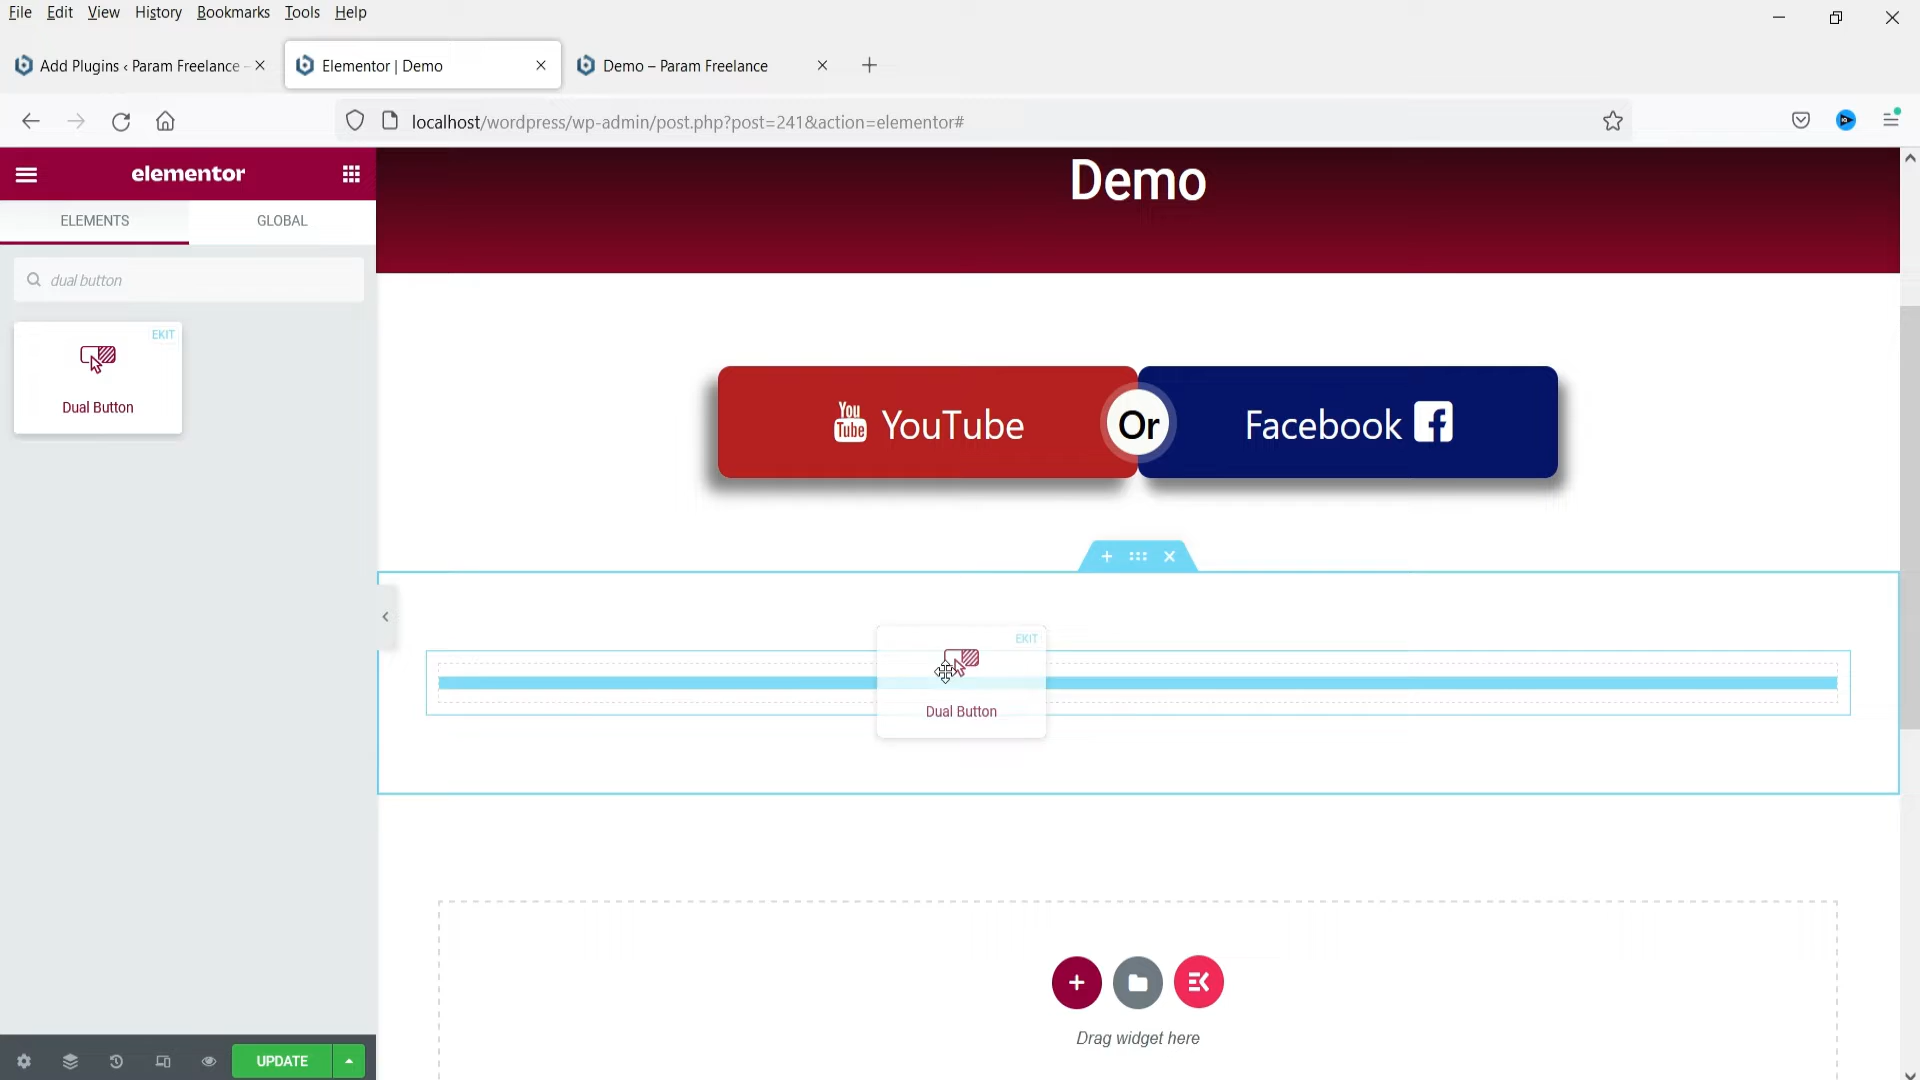 File Edit View History Bookmarks Tools Help
Add Plugins ‹ Param Freelance –
Elementor | Demo
Demo – Param Freelance
localhost/wordpress/wp-admin/post.php?post=241&action=elementor#
elementor
ELEMENTS GLOBAL
dual button
EKIT
Dual Button
UPDATE
Demo
You Tube YouTube Or Facebook
EKIT
Dual Button
Drag widget here